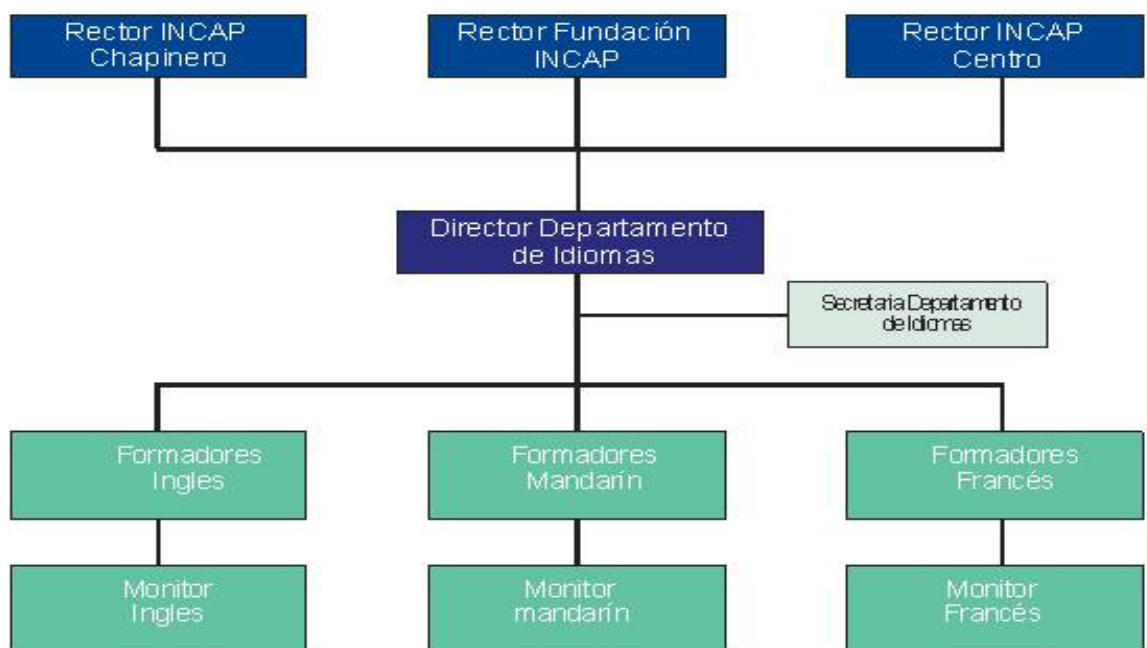 Rector INCAP
Chapinero
Rector Fundación
INCAP
Rector INCAP
Centro
Director Departamento
de Idiomas
Secretaria Departamento
de Idiomas
Formadores
Ingles
Formadores
Mandarín
Formadores
Francés
Monitor
Ingles
Monitor
mandarín
Monitor
Francés